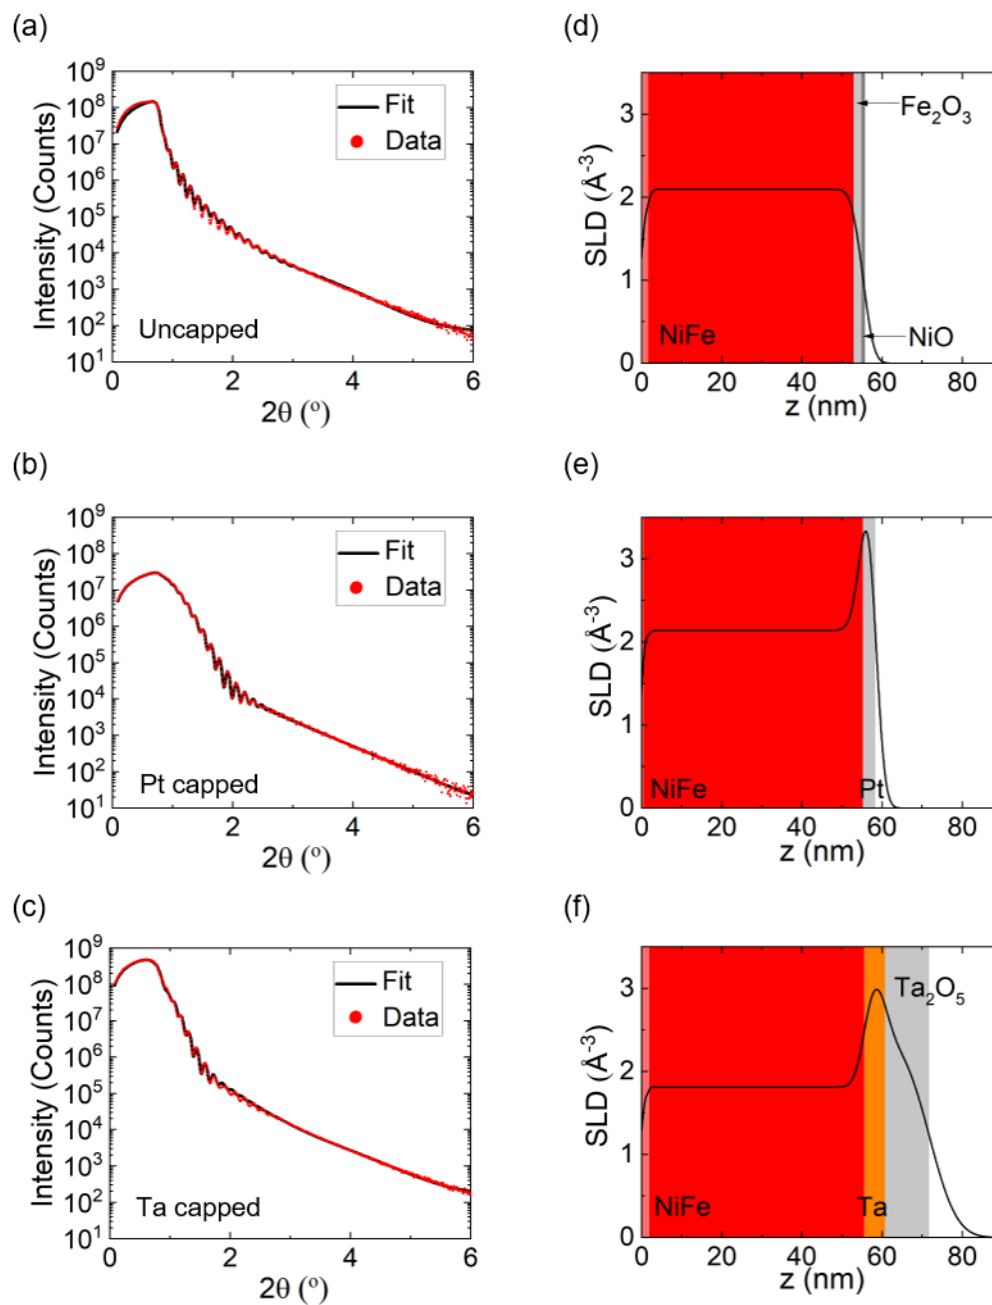 (a)
10⁹
10⁸
10⁷
10⁶
10⁵
10⁴
10³
10²
10¹
Intensity (Counts)
Fit
Data
Uncapped
0
2
4
6
2θ (º)
(d)
3
2
1
0
SLD (Å⁻³)
Fe₂O₃
NiO
NiFe
0
20
40
60
80
z (nm)
(b)
10⁹
10⁸
10⁷
10⁶
10⁵
10⁴
10³
10²
10¹
Intensity (Counts)
Fit
Data
Pt capped
0
2
4
6
2θ (º)
(e)
3
2
1
0
SLD (Å⁻³)
NiFe
Pt
0
20
40
60
80
z (nm)
(c)
10⁹
10⁸
10⁷
10⁶
10⁵
10⁴
10³
10²
10¹
Intensity (Counts)
Fit
Data
Ta capped
0
2
4
6
2θ (º)
(f)
3
2
1
0
SLD (Å⁻³)
Ta₂O₅
NiFe
Ta
0
20
40
60
80
z (nm)